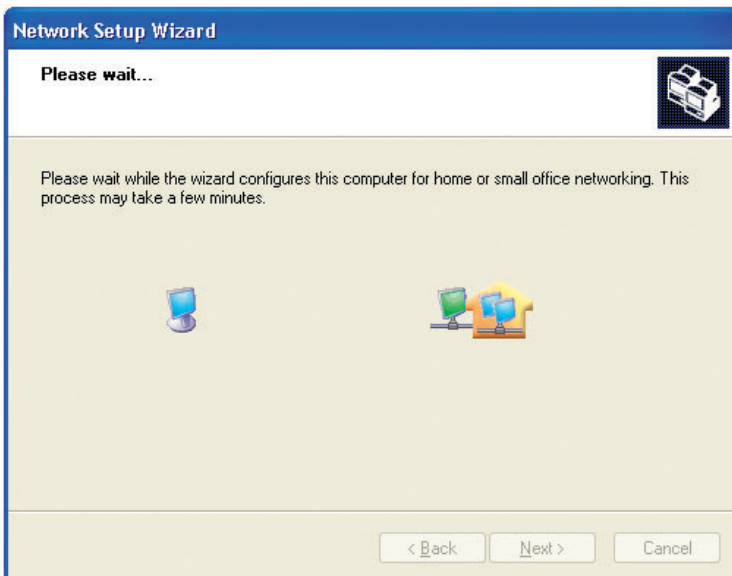 Network Setup Wizard
Please wait...
Please wait while the wizard configures this computer for home or small office networking. This
process may take a few minutes.
< Back
Next >
Cancel